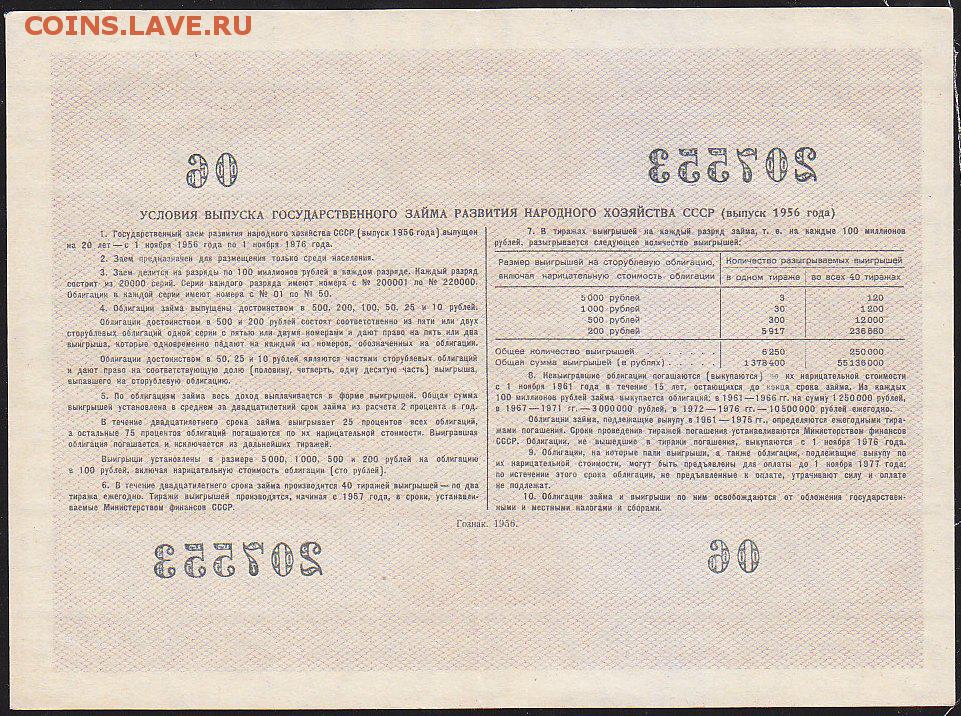 COINS.LAVE.RU
06 207553
УСЛОВИЯ ВЫПУСКА ГОСУДАРСТВЕННОГО ЗАЙМА РАЗВИТИЯ НАРОДНОГО ХОЗЯЙСТВА СССР (выпуск 1956 года)
1. Государственный заем развития народного хозяйства СССР (выпуск 1956 года) выпущен
на 20 лет — с 1 ноября 1956 года по 1 ноября 1976 года.
2. Заем предназначен для размещения только среди населения.
3. Заем делится на разряды по 100 миллионов рублей в каждом разряде. Каждый разряд
состоит из 20000 серий. Серии каждого разряда имеют номера с № 200001 по № 220000.
Облигации в каждой серии имеют номера с № 01 по № 50.
4. Облигации займа выпущены достоинством в 500, 200, 100, 50, 25 и 10 рублей.
Облигации достоинством в 500 и 200 рублей состоят соответственно из пяти или двух
сторублевых облигаций одной серии с пятью или двумя номерами и дают право на пять или два
выигрыша, которые одновременно падают на каждый из номеров, обозначенных на облигации.
Облигации достоинством в 50, 25 и 10 рублей являются частями сторублевых облигаций
и дают право на соответствующую долю (половину, четверть, одну десятую часть) выигрыша,
выпавшего на сторублевую облигацию.
5. По облигациям займа весь доход выплачивается в форме выигрышей. Общая сумма
выигрышей установлена в среднем за двадцатилетний срок займа из расчета 2 процента в год.
В течение двадцатилетнего срока займа выигрывает 25 процентов всех облигаций,
а остальные 75 процентов облигаций погашаются по их нарицательной стоимости. Выигравшая
облигация погашается и исключается из дальнейших тиражей.
Выигрыши установлены в размере 5 000, 1 000, 500 и 200 рублей на облигацию
в 100 рублей, включая нарицательную стоимость облигации (сто рублей).
6. В течение двадцатилетнего срока займа производится 40 тиражей выигрышей — по два
тиража ежегодно. Тиражи выигрышей производятся, начиная с 1957 года, в сроки, устанавли-
ваемые Министерством финансов СССР.
7. В тиражах выигрышей на каждый разряд займа, т. е. на каждые 100 миллионов
рублей, разыгрывается следующее количество выигрышей:
Размер выигрышей на сторублевую облигацию, Количество разыгрываемых выигрышей
включая нарицательную стоимость облигации в одном тираже во всех 40 тиражах
5 000 рублей 3 120
1 000 рублей 30 1 200
500 рублей 300 12 000
200 рублей 5 917 236 680
Общее количество выигрышей . . . . . . . . 6 250 250 000
Общая сумма выигрышей (в рублях) . . . . . 1 378 400 55 136 000
8. Невыигравшие облигации погашаются (выкупаются) по их нарицательной стоимости
с 1 ноября 1961 года в течение 15 лет, остающихся до конца срока займа. Из каждых
100 миллионов рублей займа выкупается облигаций: в 1961—1966 гг. на сумму 1 250 000 рублей,
в 1967—1971 гг. — 3 000 000 рублей, в 1972—1976 гг. — 10 500 000 рублей ежегодно.
Облигации займа, подлежащие выкупу в 1961—1975 гг., определяются ежегодными тира-
жами погашения. Сроки проведения тиражей погашения устанавливаются Министерством финансов
СССР. Облигации, не вышедшие в тиражи погашения, выкупаются с 1 ноября 1976 года.
9. Облигации, на которые пали выигрыши, а также облигации, подлежащие выкупу по
их нарицательной стоимости, могут быть предъявлены для оплаты до 1 ноября 1977 года;
по истечение этого срока облигации, не предъявленные к оплате, утрачивают силу и оплате
не подлежат.
10. Облигации займа и выигрыши по ним освобождаются от обложения государствен-
ными и местными налогами и сборами.
Гознак. 1956.
207553 06